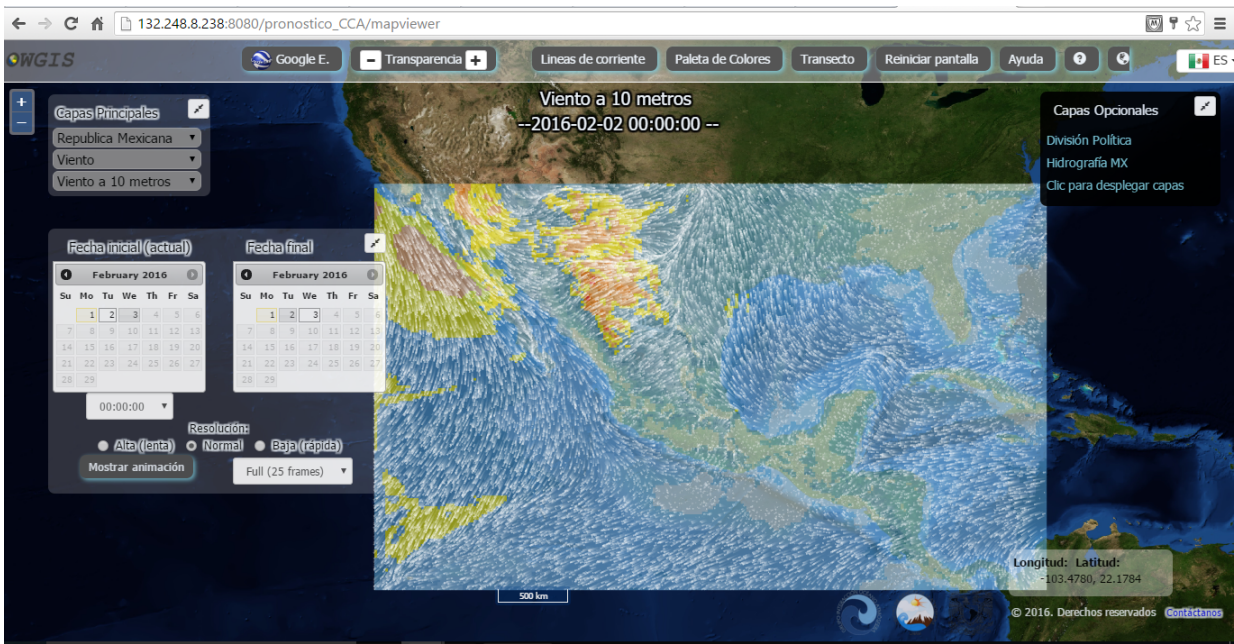 132.248.8.238:8080/pronostico_CCA/mapviewer
OWGIS
Google E.
- Transparencia +
Lineas de corriente
Paleta de Colores
Transecto
Reiniciar pantalla
Ayuda
?
ES
+
−
Capas Principales
Republica Mexicana
Viento
Viento a 10 metros
Viento a 10 metros
--2016-02-02 00:00:00 --
Capas Opcionales
División Política
Hidrografía MX
Clic para desplegar capas
Fecha inicial (actual)
February 2016
Su Mo Tu We Th Fr Sa
1 2 3 4 5 6
7 8 9 10 11 12 13
14 15 16 17 18 19 20
21 22 23 24 25 26 27
28 29
00:00:00
Fecha final
February 2016
Su Mo Tu We Th Fr Sa
1 2 3 4 5 6
7 8 9 10 11 12 13
14 15 16 17 18 19 20
21 22 23 24 25 26 27
28 29
Resolución:
Alta (lenta) Normal Baja (rápida)
Mostrar animación
Full (25 frames)
500 km
Longitud: Latitud:
-103.4780, 22.1784
© 2016. Derechos reservados Contáctanos